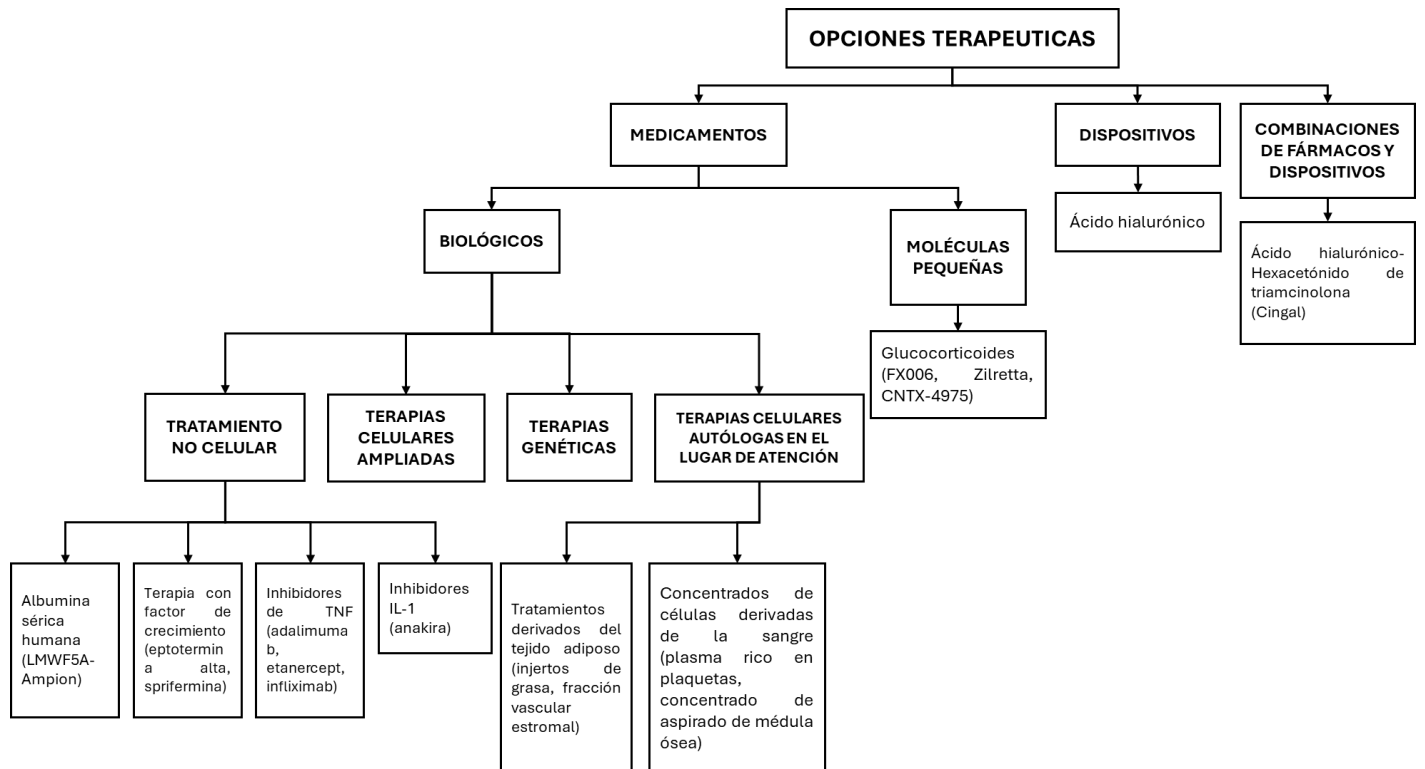 OPCIONES TERAPEUTICAS
MEDICAMENTOS
DISPOSITIVOS
COMBINACIONES
DE FÁRMACOS Y
DISPOSITIVOS
BIOLÓGICOS
MOLÉCULAS
PEQUEÑAS
Ácido hialurónico
Ácido hialurónico-
Hexacetónido de
triamcinolona
(Cingal)
Glucocorticoides
(FX006, Zilretta,
CNTX-4975)
TRATAMIENTO
NO CELULAR
TERAPIAS
CELULARES
AMPLIADAS
TERAPIAS
GENÉTICAS
TERAPIAS CELULARES
AUTÓLOGAS EN EL
LUGAR DE ATENCIÓN
Albumina
sérica
humana
(LMWF5A-
Ampion)
Terapia con
factor de
crecimiento
(eptotermin
a alta,
sprifermina)
Inhibidores
de TNF
(adalimuma
b,
etanercept,
infliximab)
Inhibidores
IL-1
(anakira)
Tratamientos
derivados del
tejido adiposo
(injertos de
grasa, fracción
vascular
estromal)
Concentrados de
células derivadas
de la sangre
(plasma rico en
plaquetas,
concentrado de
aspirado de médula
ósea)